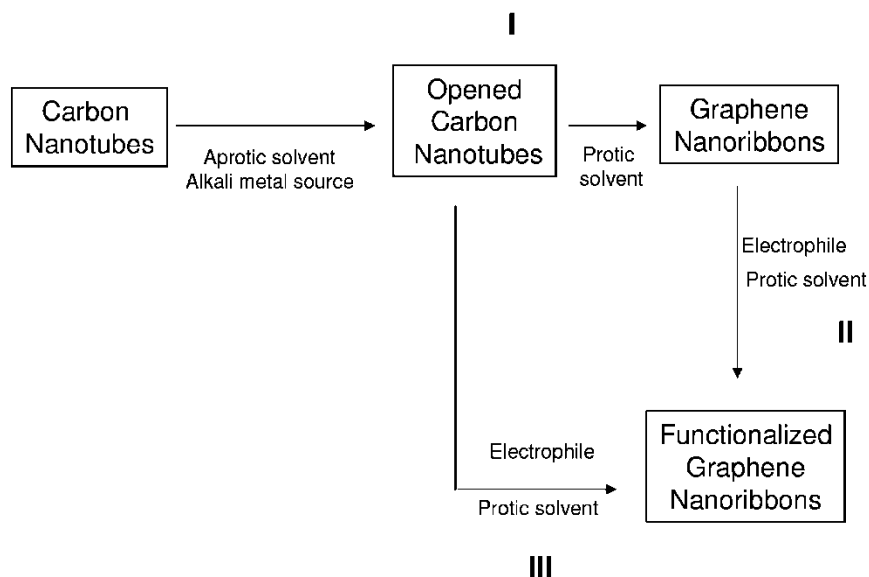 I
Carbon
Nanotubes
Aprotic solvent
Alkali metal source
Opened
Carbon
Nanotubes
Protic
solvent
Graphene
Nanoribbons
Electrophile
Protic solvent
II
Electrophile
Protic solvent
Functionalized
Graphene
Nanoribbons
III